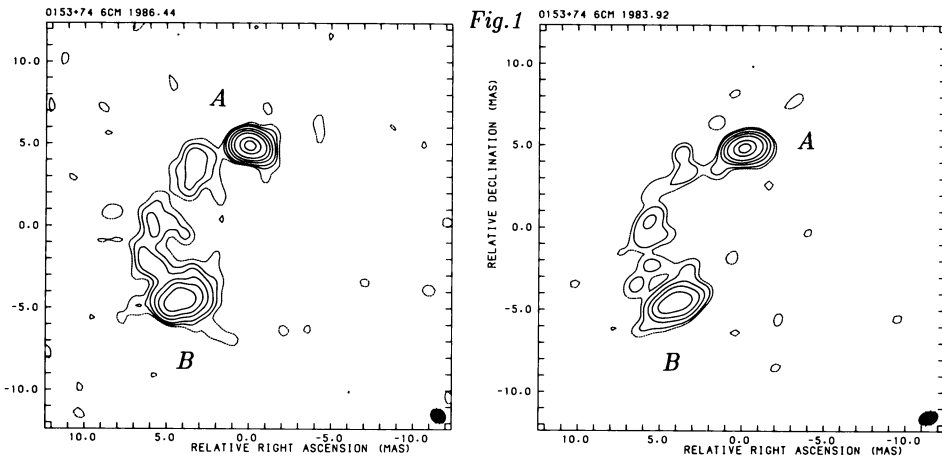 0153+74 6CM 1986.44
Fig.1
0153+74 6CM 1983.92
A
B
10.0
5.0
0.0
-5.0
-10.0
10.0 5.0 0.0 -5.0 -10.0
RELATIVE RIGHT ASCENSION (MAS)
RELATIVE DECLINATION (MAS)
A
B
10.0
5.0
0.0
-5.0
-10.0
10.0 5.0 0.0 -5.0 -10.0
RELATIVE RIGHT ASCENSION (MAS)